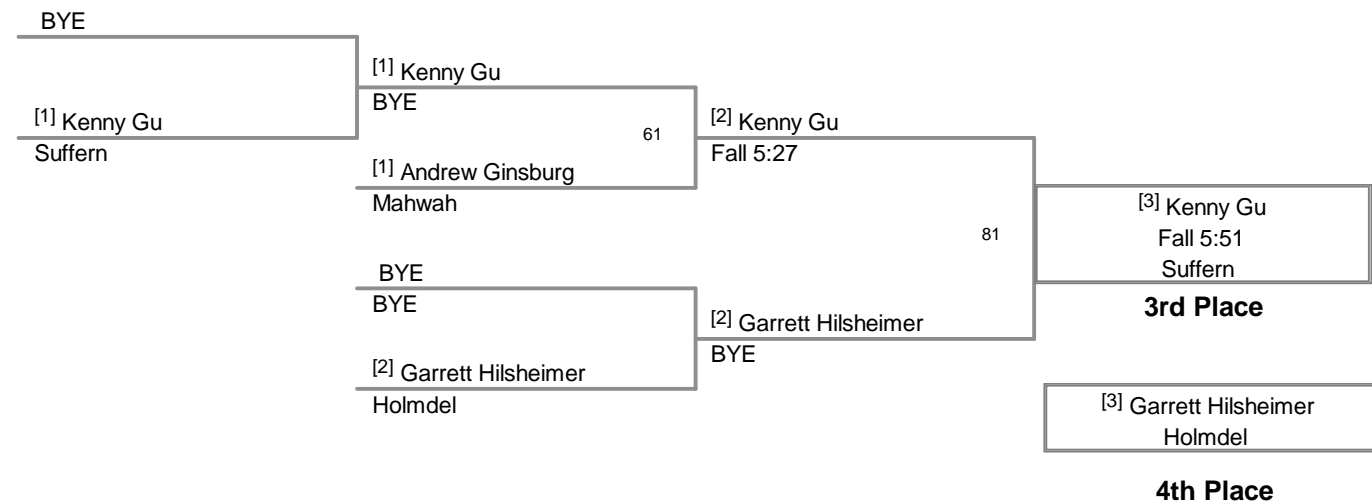 BYE
[1] Kenny Gu
Suffern
[1] Kenny Gu
BYE
61
[1] Andrew Ginsburg
Mahwah
BYE
BYE
[2] Garrett Hilsheimer
Holmdel
[2] Kenny Gu
Fall 5:27
81
[2] Garrett Hilsheimer
BYE
[3] Kenny Gu
Fall 5:51
Suffern
3rd Place
[3] Garrett Hilsheimer
Holmdel
4th Place